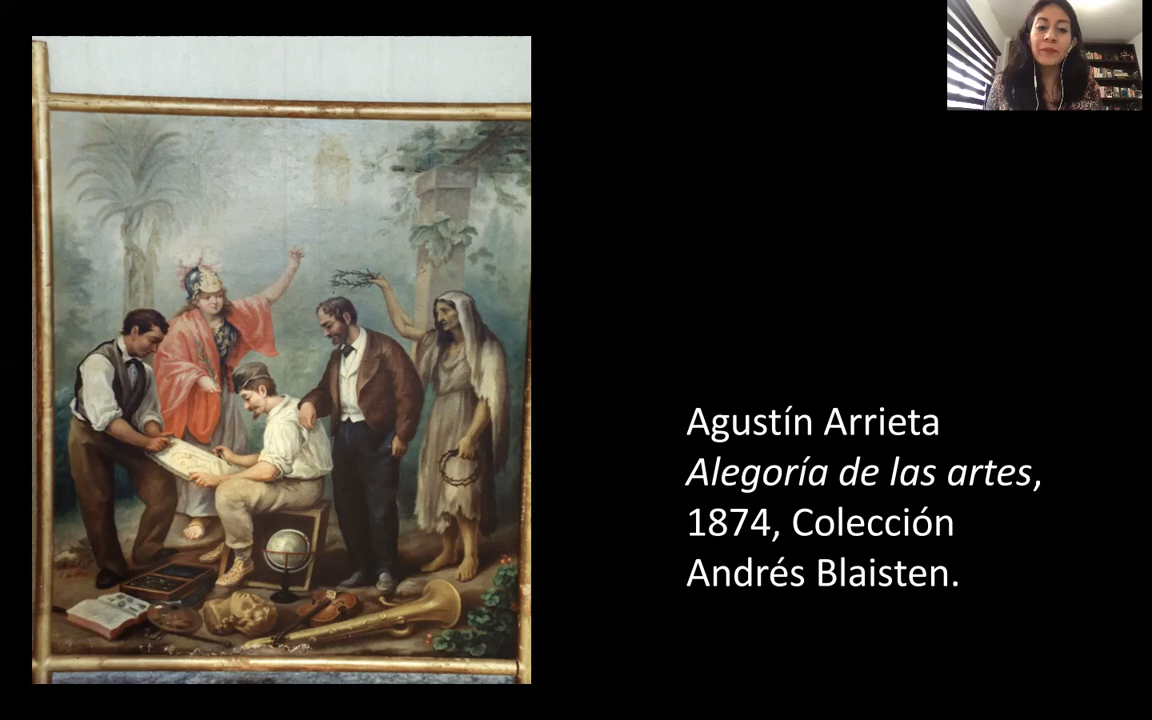 Agustín Arrieta
Alegoría de las artes,
1874, Colección
Andrés Blaisten.